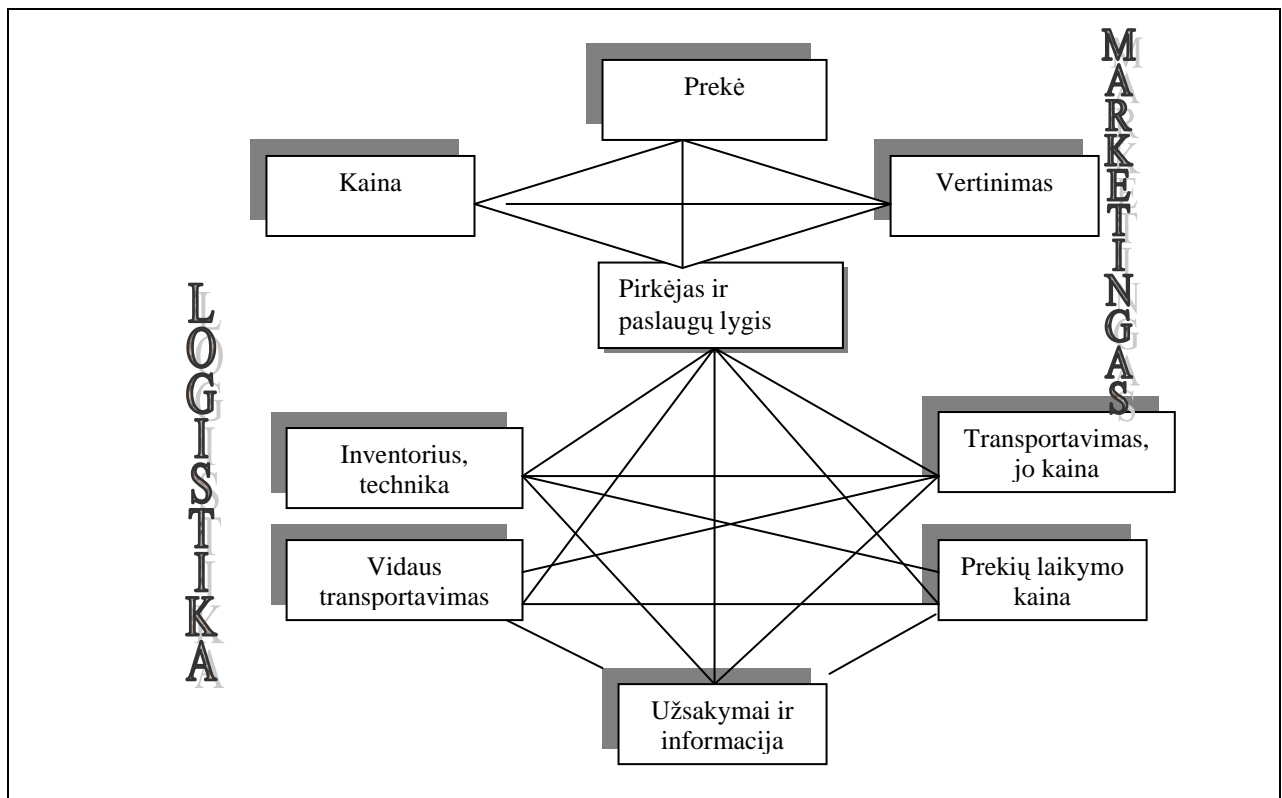 MARKETINGAS
Prekė
Kaina
Vertinimas
Pirkėjas ir
paslaugų lygis
LOGISTIKA
Inventorius,
technika
Transportavimas,
jo kaina
Vidaus
transportavimas
Prekių laikymo
kaina
Užsakymai ir
informacija